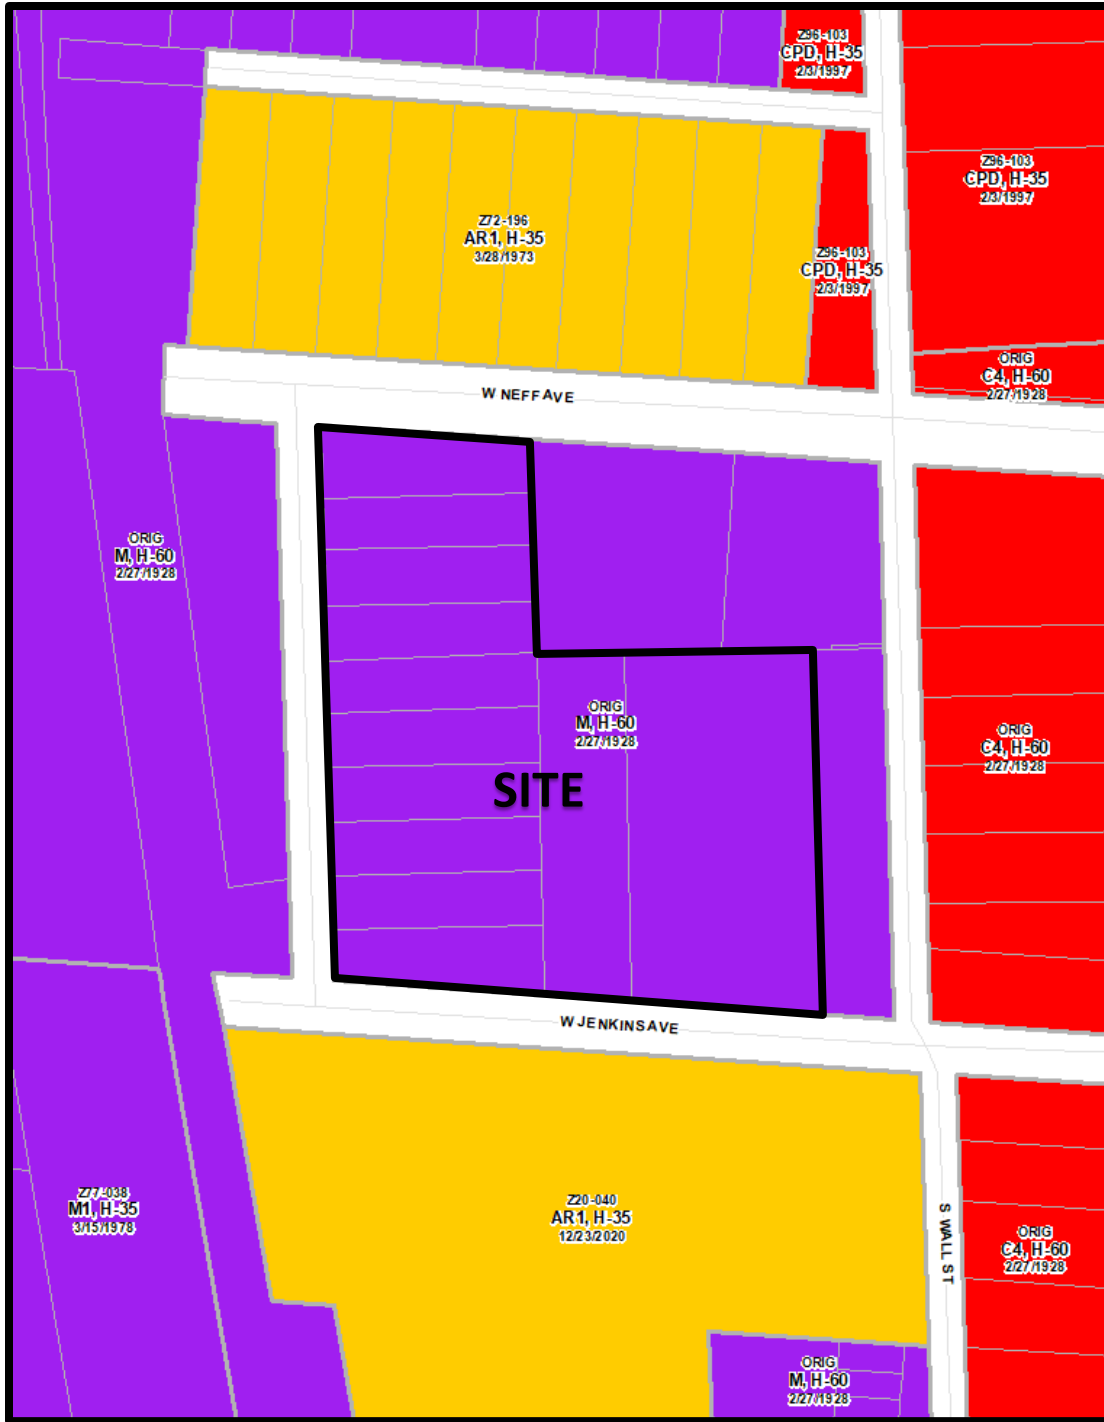 Z96-103
CPD, H-35
2/3/1997
Z96-103
CPD, H-35
2/3/1997
Z72-196
AR1, H-35
3/28/1973
Z96-103
CPD, H-35
2/3/1997
ORIG
C4, H-60
2/27/1928
W NEFF AVE
ORIG
M, H-60
2/27/1928
ORIG
M, H-60
2/27/1928
ORIG
C4, H-60
2/27/1928
SITE
W JENKINS AVE
Z77-038
M1, H-35
3/15/1978
Z20-040
AR1, H-35
12/23/2020
S WALL ST
ORIG
C4, H-60
2/27/1928
ORIG
M, H-60
2/27/1928